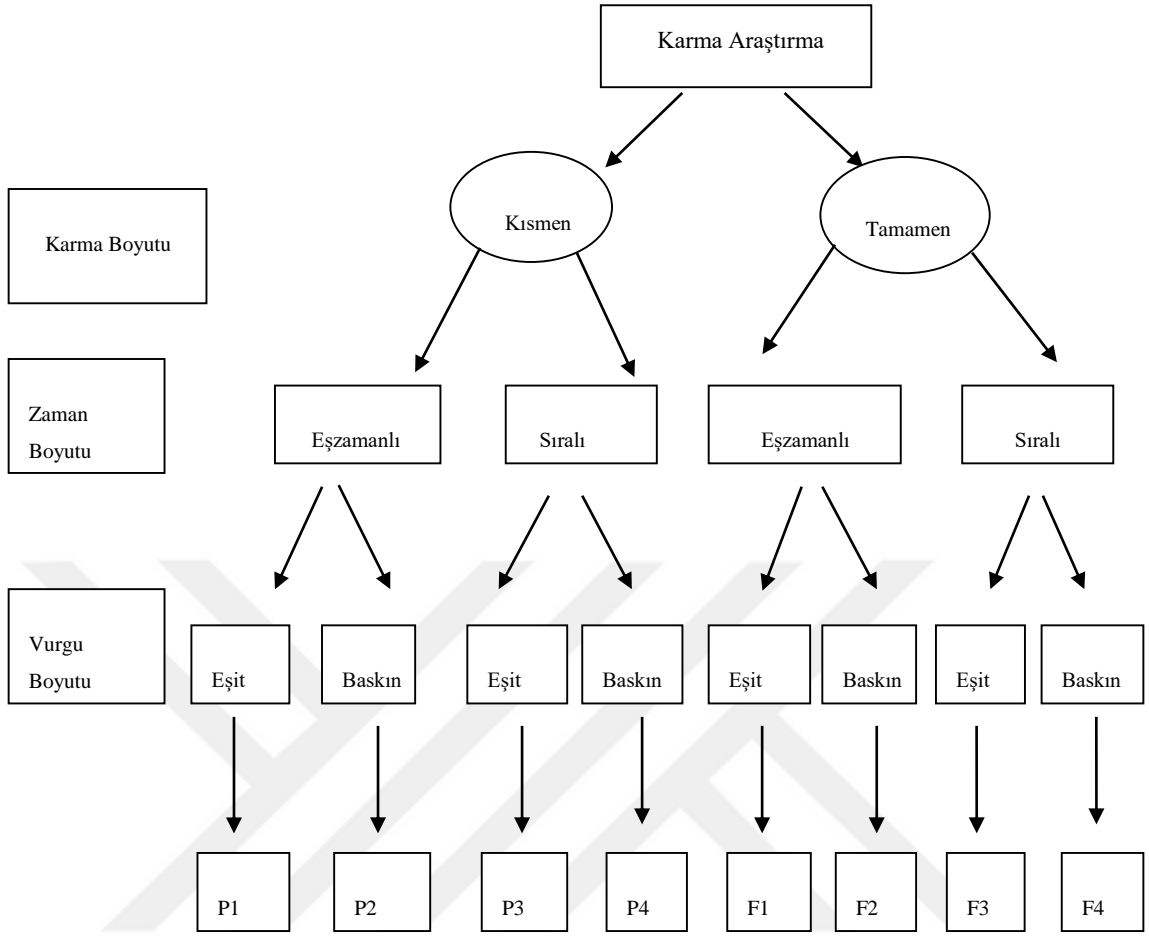 Karma Araştırma
Kısmen
Tamamen
Karma Boyutu
Zaman
Boyutu
Eşzamanlı
Sıralı
Eşzamanlı
Sıralı
Vurgu
Boyutu
Eşit
Baskın
Eşit
Baskın
Eşit
Baskın
Eşit
Baskın
P1
P2
P3
P4
F1
F2
F3
F4